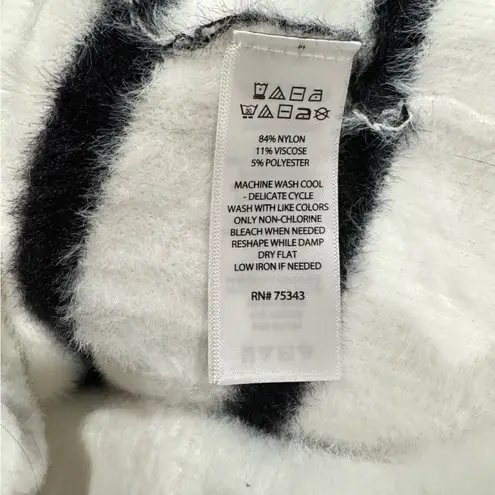 84% NYLON
11% VISCOSE
5% POLYESTER
MACHINE WASH COOL
- DELICATE CYCLE
WASH WITH LIKE COLORS
ONLY NON-CHLORINE
BLEACH WHEN NEEDED
RESHAPE WHILE DAMP
DRY FLAT
LOW IRON IF NEEDED
RN# 75343